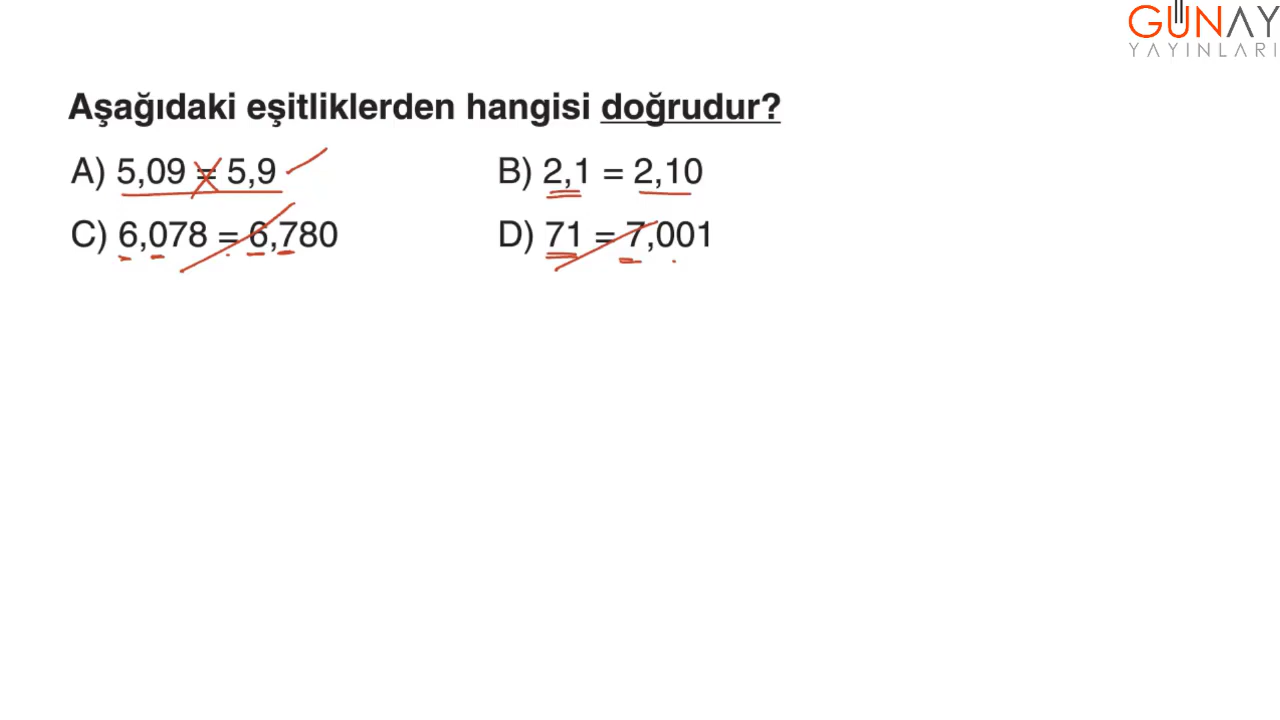 GÜNAY
YAYINLARI
Aşağıdaki eşitliklerden hangisi doğrudur?
A) 5,09 = 5,9 B) 2,1 = 2,10
C) 6,078 = 6,780 D) 71 = 7,001